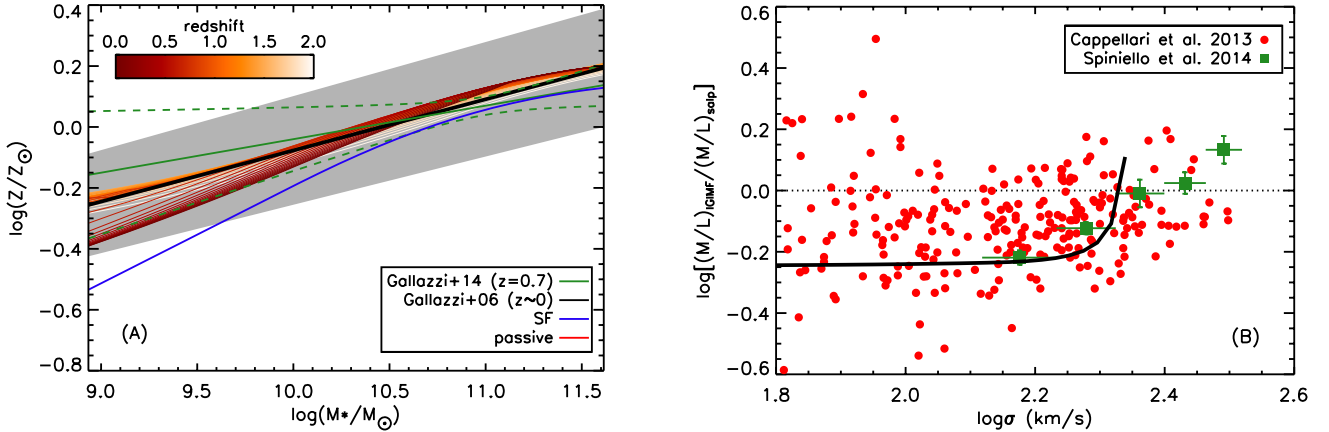 redshift
0.0 0.5 1.0 1.5 2.0
0.4
0.2
0.0
−0.2
−0.4
−0.6
−0.8
log(Z/Z⊙)
Gallazzi+14 (z=0.7)
Gallazzi+06 (z~0)
SF
passive
(A)
9.0 9.5 10.0 10.5 11.0 11.5
log(M*/M⊙)
Cappellari et al. 2013
Spiniello et al. 2014
0.6
0.4
0.2
0.0
−0.2
−0.4
−0.6
log[(M/L)IGIMF/(M/L)salp]
(B)
1.8 2.0 2.2 2.4 2.6
logσ (km/s)